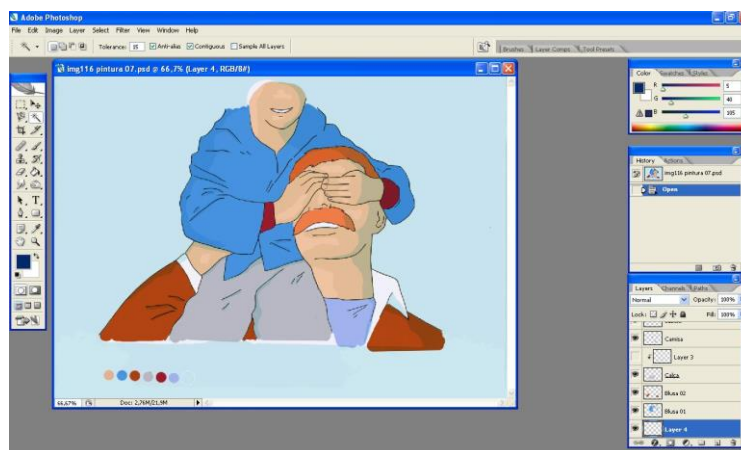 Adobe Photoshop
File Edit Image Layer Select Filter View Window Help
Tolerance: 15 Anti-alias Contiguous Sample All Layers
Brushes Layer Comps Tool Presets
img116 pintura 07.psd @ 66,7% (Layer 4, RGB/8#)
Color Swatches Styles
R 5
G 40
B 105
History Actions
img116 pintura 07.psd
Open
Layers Channels Paths
Normal Opacity: 100%
Lock: Fill: 100%
Camisa
Layer 3
Calca
Blusa 02
Blusa 01
Layer 4
66,67% Doc: 2,76M/21,9M